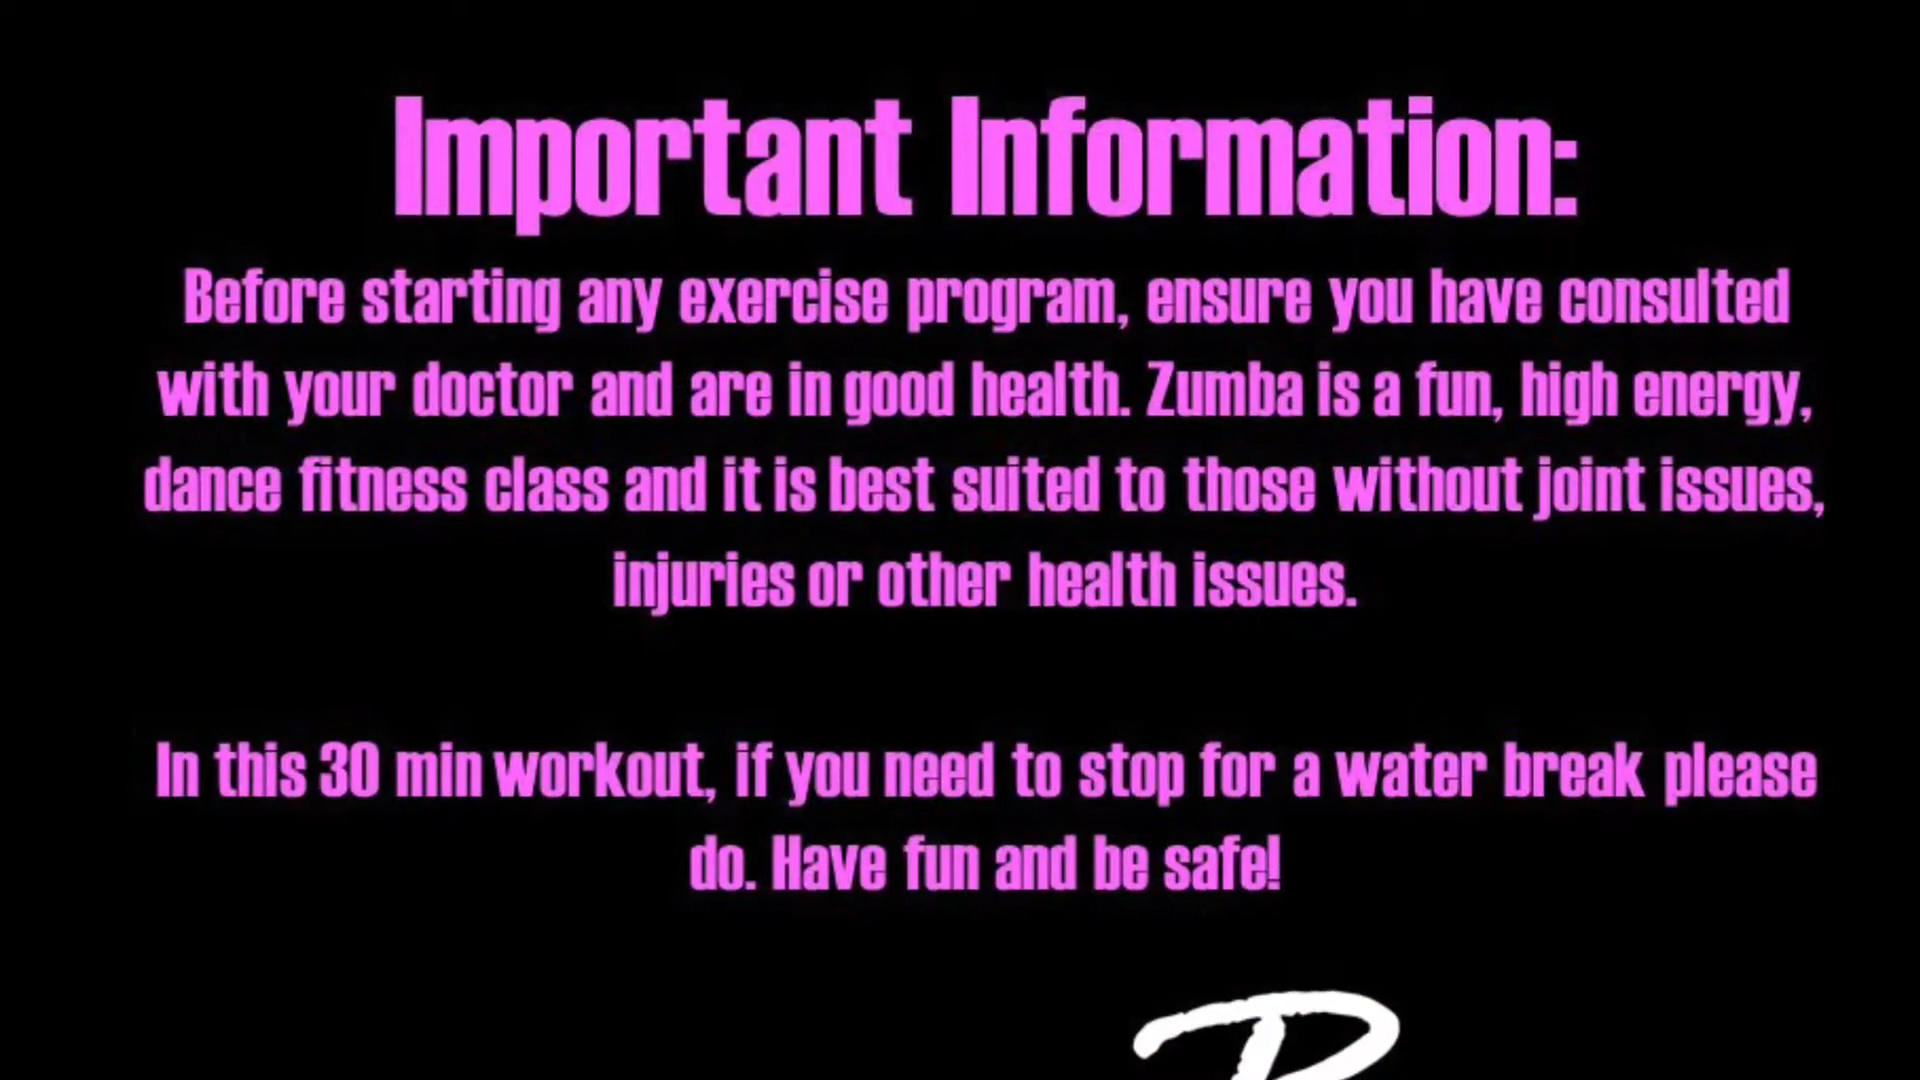 Important Information:
Before starting any exercise program, ensure you have consulted
with your doctor and are in good health. Zumba is a fun, high energy,
dance fitness class and it is best suited to those without joint issues,
injuries or other health issues.
In this 30 min workout, if you need to stop for a water break please
do. Have fun and be safe!